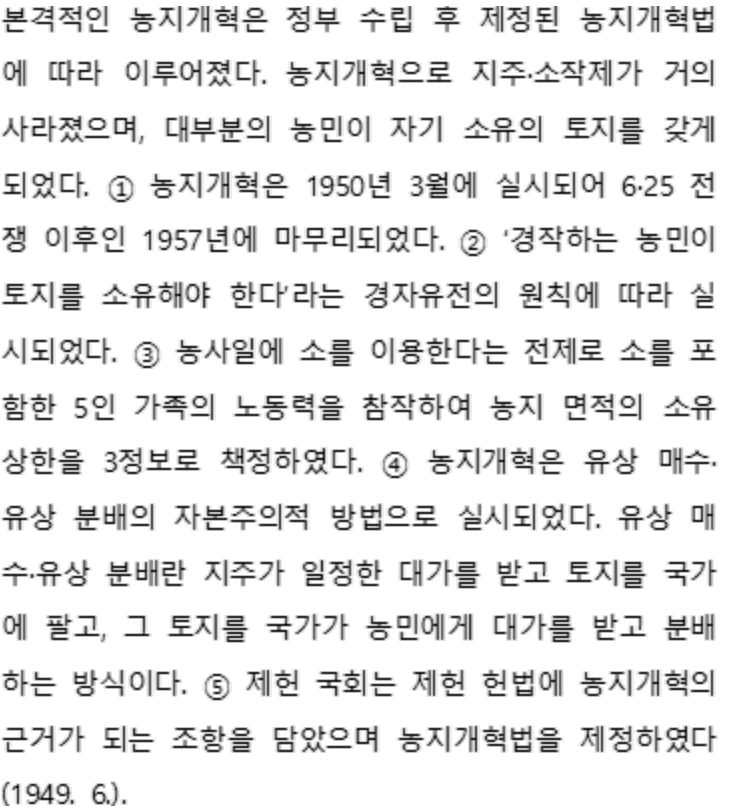 본격적인 농지개혁은 정부 수립 후 제정된 농지개혁법
에 따라 이루어졌다. 농지개혁으로 지주·소작제가 거의
사라졌으며, 대부분의 농민이 자기 소유의 토지를 갖게
되었다. ① 농지개혁은 1950년 3월에 실시되어 6·25 전
쟁 이후인 1957년에 마무리되었다. ② ‘경작하는 농민이
토지를 소유해야 한다’라는 경자유전의 원칙에 따라 실
시되었다. ③ 농사일에 소를 이용한다는 전제로 소를 포
함한 5인 가족의 노동력을 참작하여 농지 면적의 소유
상한을 3정보로 책정하였다. ④ 농지개혁은 유상 매수·
유상 분배의 자본주의적 방법으로 실시되었다. 유상 매
수·유상 분배란 지주가 일정한 대가를 받고 토지를 국가
에 팔고, 그 토지를 국가가 농민에게 대가를 받고 분배
하는 방식이다. ⑤ 제헌 국회는 제헌 헌법에 농지개혁의
근거가 되는 조항을 담았으며 농지개혁법을 제정하였다
(1949. 6.).